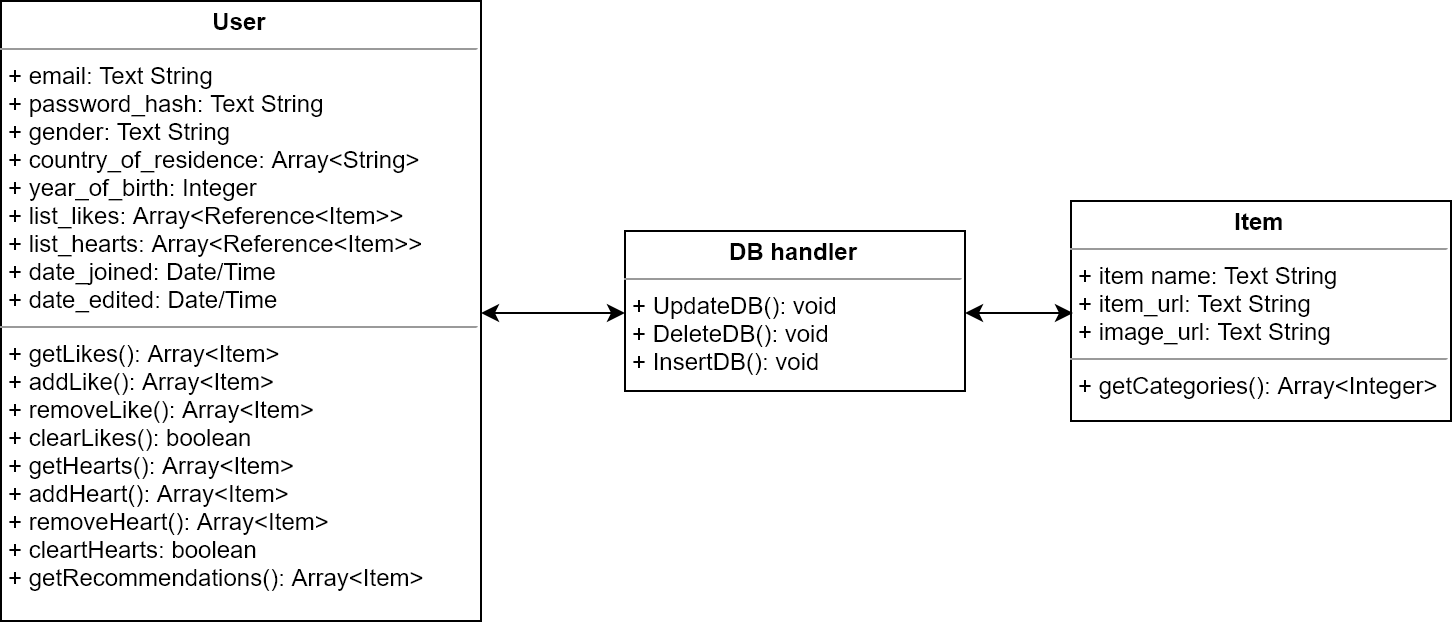 User
+ email: Text String
+ password_hash: Text String
+ gender: Text String
+ country_of_residence: Array<String>
+ year_of_birth: Integer
+ list_likes: Array<Reference<Item>>
+ list_hearts: Array<Reference<Item>>
+ date_joined: Date/Time
+ date_edited: Date/Time
+ getLikes(): Array<Item>
+ addLike(): Array<Item>
+ removeLike(): Array<Item>
+ clearLikes(): boolean
+ getHearts(): Array<Item>
+ addHeart(): Array<Item>
+ removeHeart(): Array<Item>
+ cleartHearts: boolean
+ getRecommendations(): Array<Item>
DB handler
+ UpdateDB(): void
+ DeleteDB(): void
+ InsertDB(): void
Item
+ item name: Text String
+ item_url: Text String
+ image_url: Text String
+ getCategories(): Array<Integer>